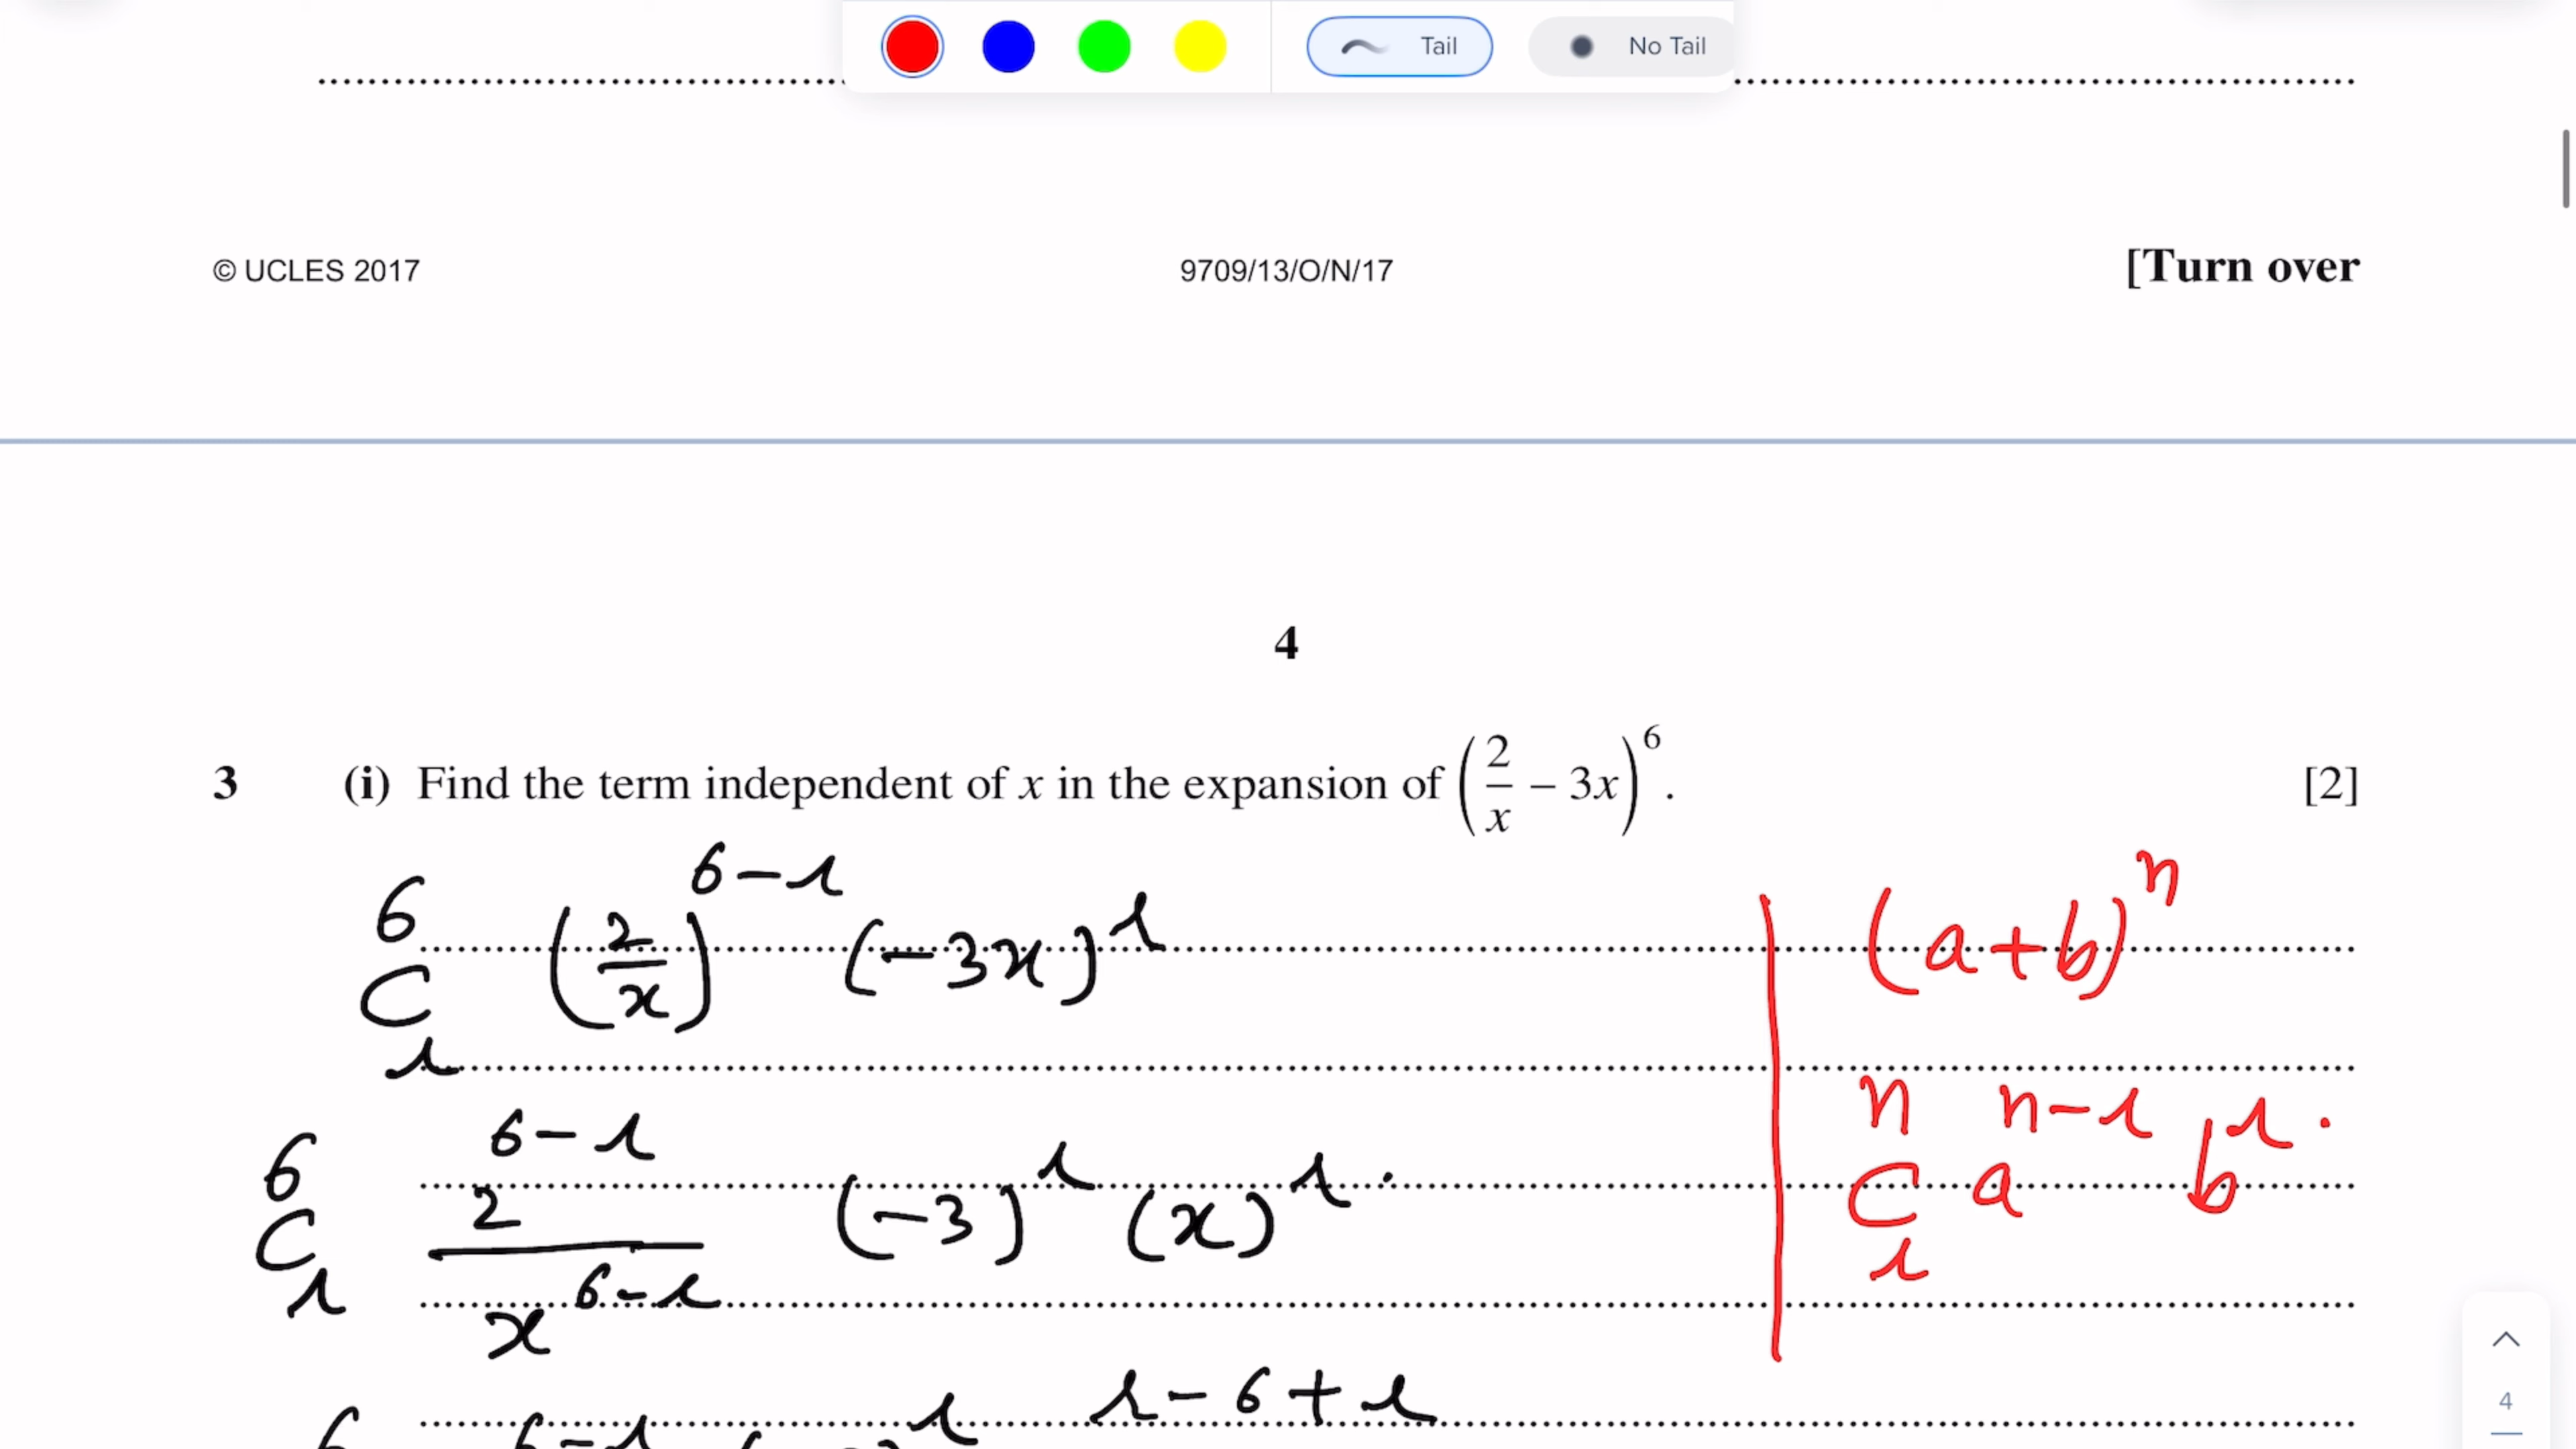 Tail No Tail
© UCLES 2017 9709/13/O/N/17 [Turn over
4
3 (i) Find the term independent of x in the expansion of (2/x − 3x)^6. [2]
6Cr (2/x)^(6−r) (−3x)^r
(a+b)^n
6Cr 2^(6−r)/x^(6−r) (−3)^r (x)^r.
nCr a^(n−r) b^r.
r−6+r
4